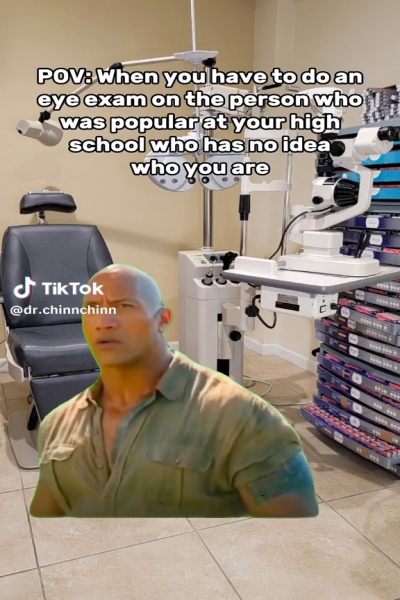 POV: When you have to do an
eye exam on the person who
was popular at your high
school who has no idea
who you are
TikTok
@dr.chinnchinn